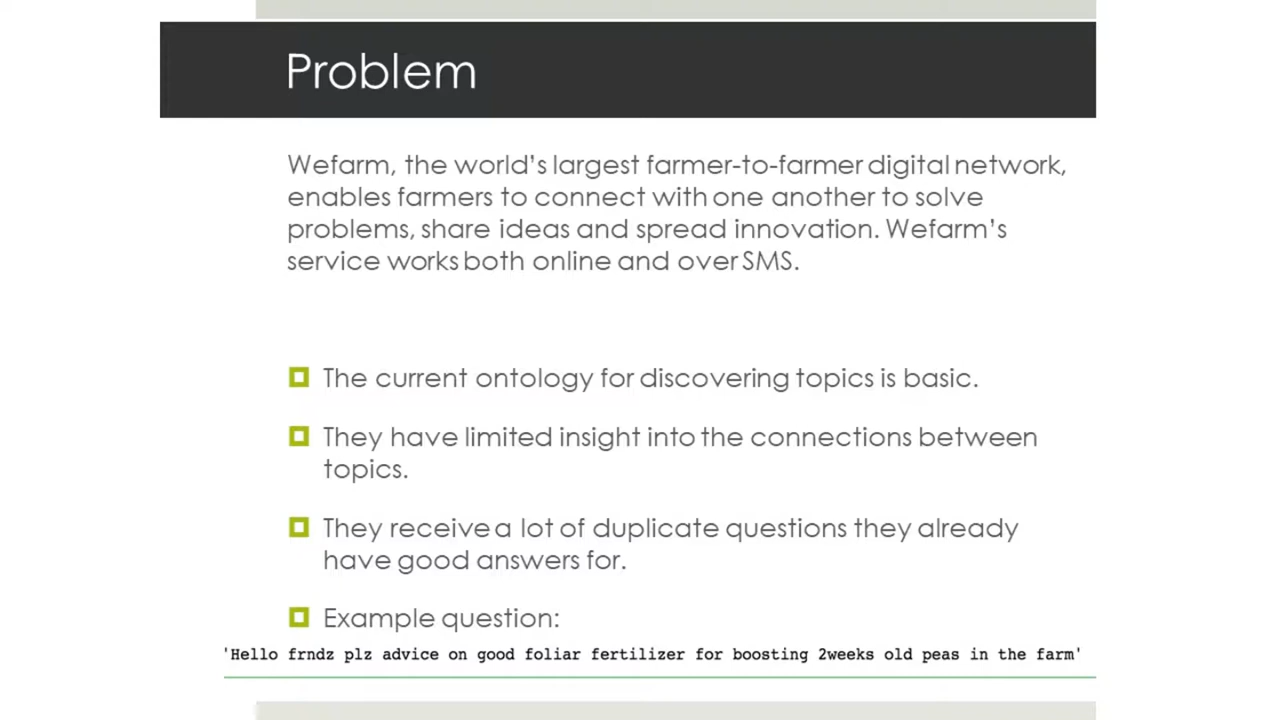 Problem
Wefarm, the world's largest farmer-to-farmer digital network,
enables farmers to connect with one another to solve
problems, share ideas and spread innovation. Wefarm's
service works both online and over SMS.
The current ontology for discovering topics is basic.
They have limited insight into the connections between
topics.
They receive a lot of duplicate questions they already
have good answers for.
Example question:
'Hello frndz plz advice on good foliar fertilizer for boosting 2weeks old peas in the farm'